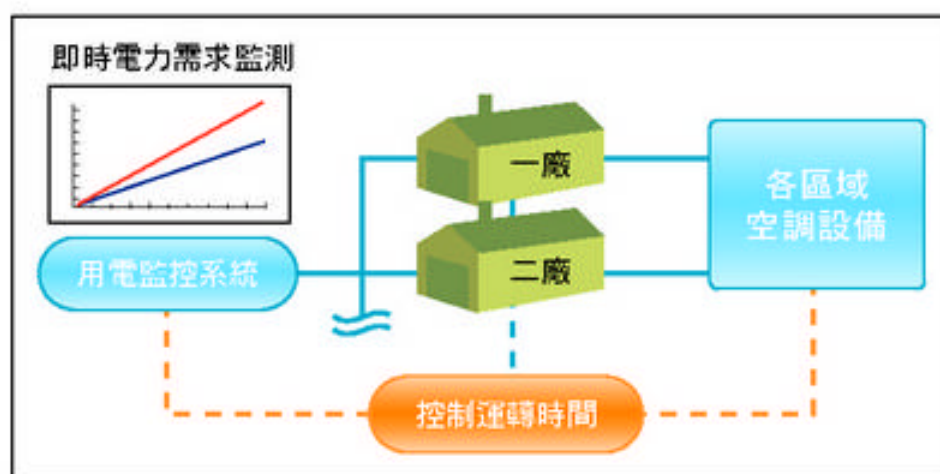 即時電力需求監測
一廠
二廠
各區域
空調設備
用電監控系統
控制運轉時間